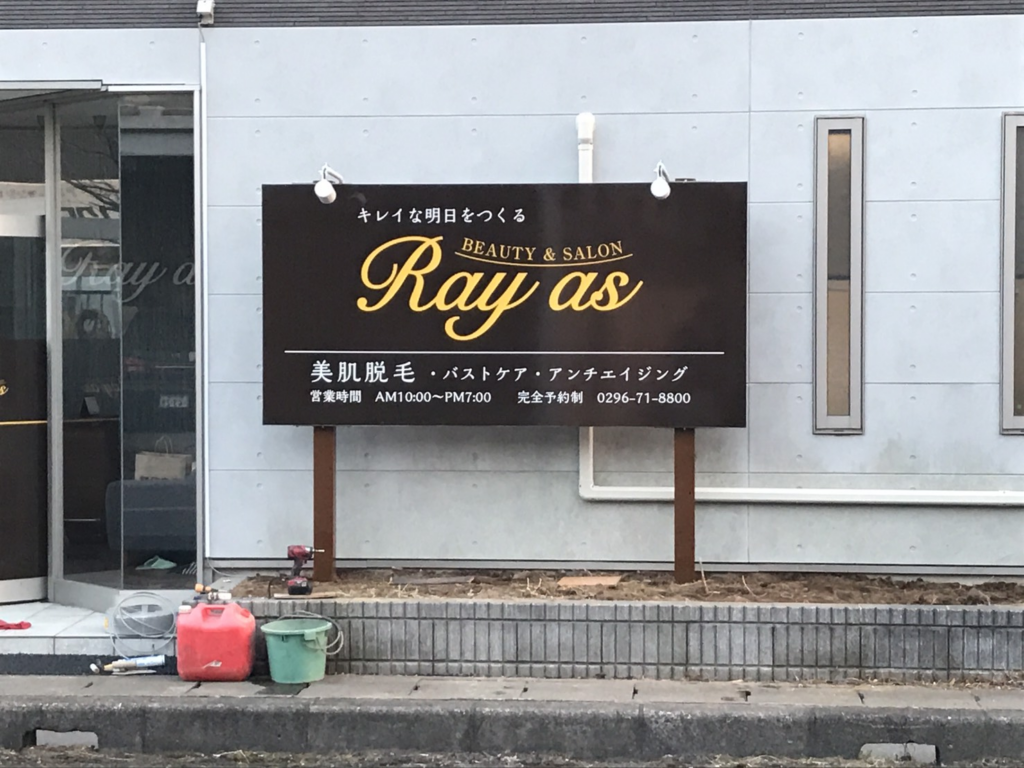 キレイな明日をつくる
BEAUTY & SALON
Ray as
美肌脱毛・バストケア・アンチエイジング
営業時間 AM10:00〜PM7:00 完全予約制 0296-71-8800
Ray as